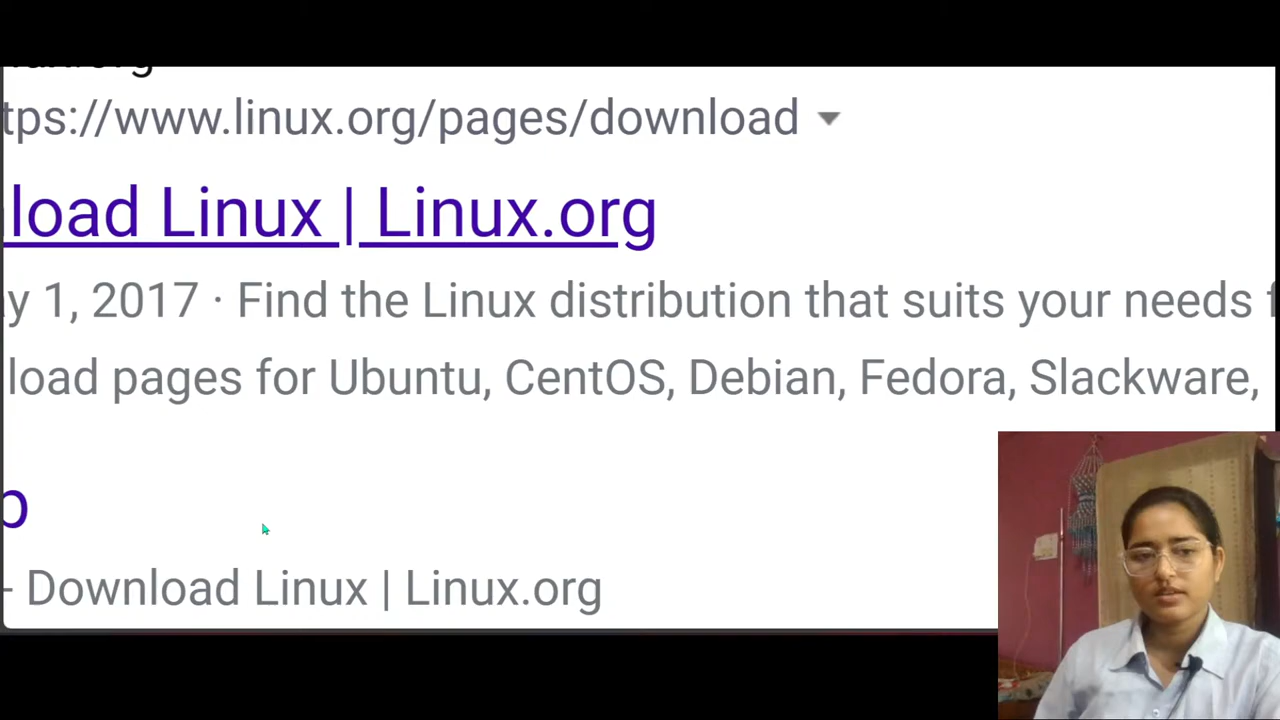 tps://www.linux.org/pages/download
load Linux | Linux.org
y 1, 2017 · Find the Linux distribution that suits your needs
load pages for Ubuntu, CentOS, Debian, Fedora, Slackware,
- Download Linux | Linux.org